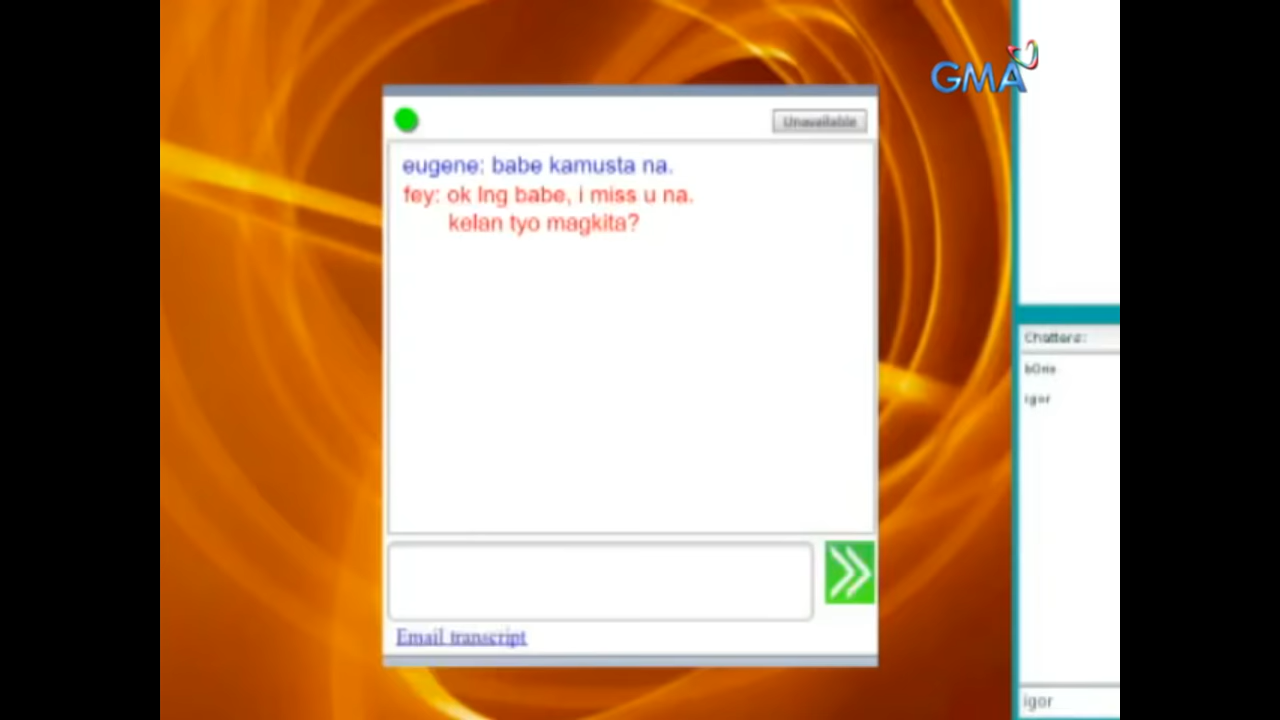 GMA
Unavailable
eugene: babe kamusta na.
fey: ok lng babe, i miss u na.
kelan tyo magkita?
Chatters:
igor
Email transcript
igor